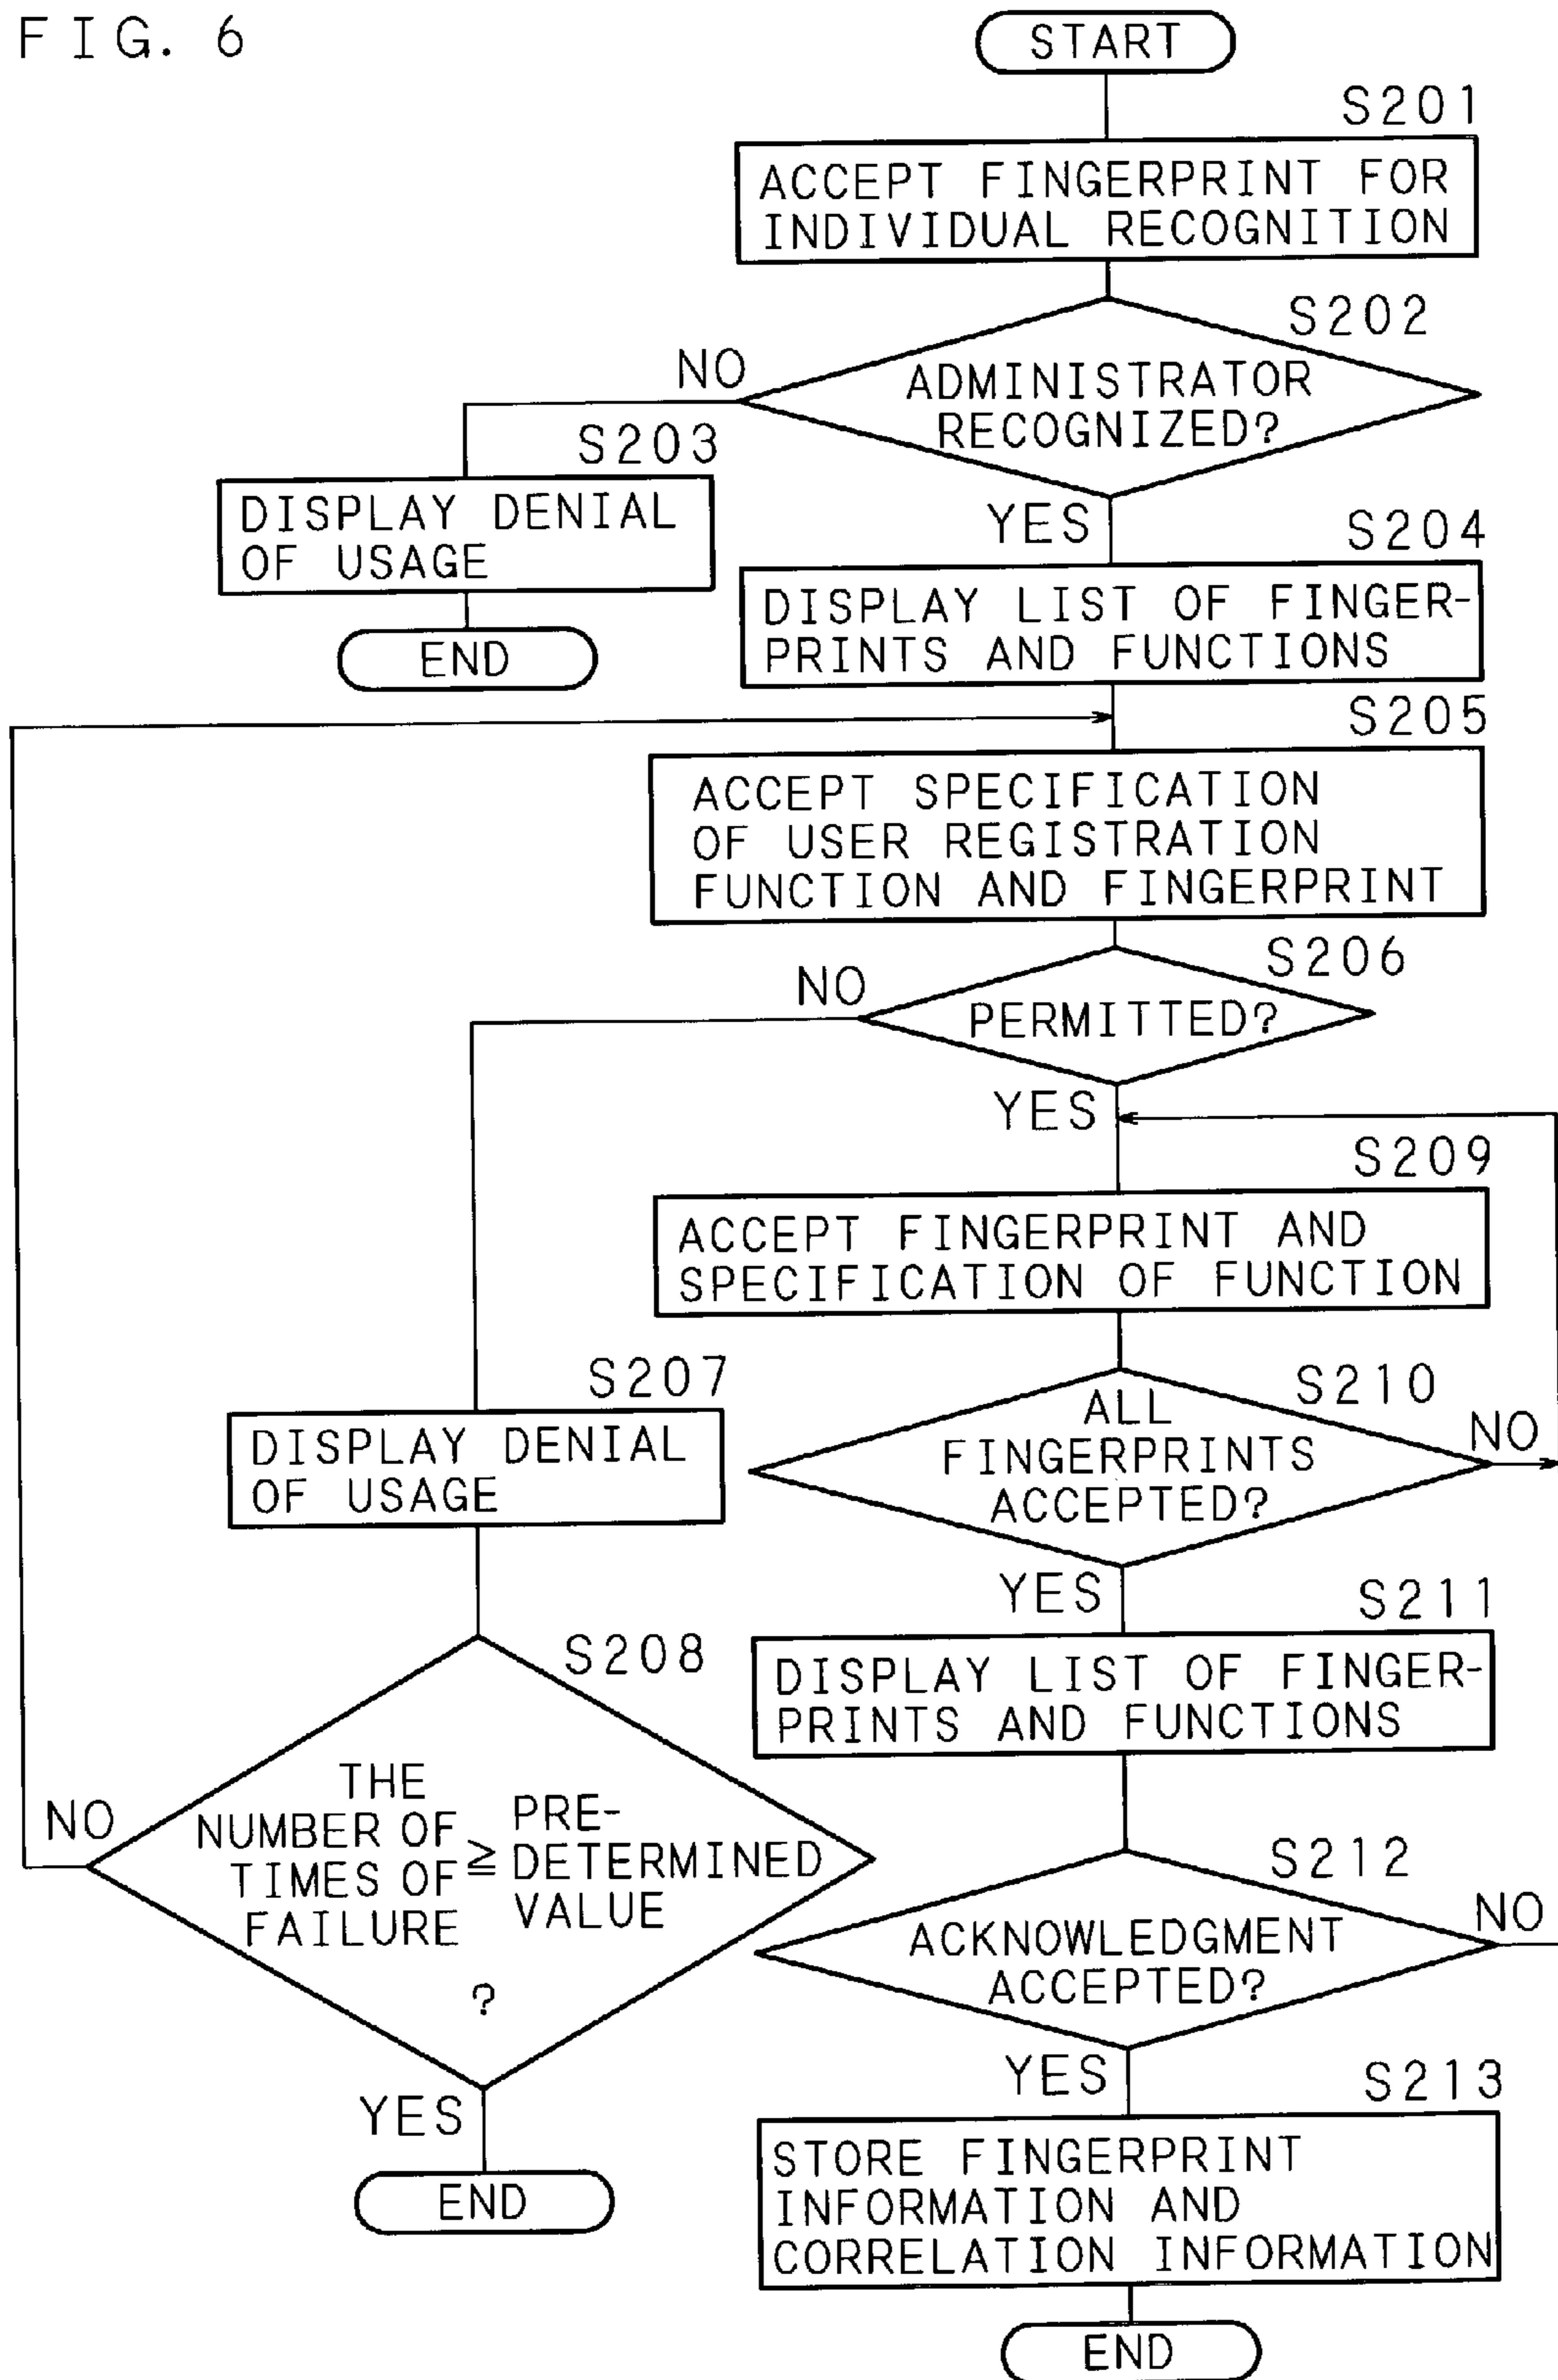 FIG. 6
START
S201
ACCEPT FINGERPRINT FOR
INDIVIDUAL RECOGNITION
S202
ADMINISTRATOR
RECOGNIZED?
NO
S203
DISPLAY DENIAL
OF USAGE
END
YES
S204
DISPLAY LIST OF FINGER-
PRINTS AND FUNCTIONS
S205
ACCEPT SPECIFICATION
OF USER REGISTRATION
FUNCTION AND FINGERPRINT
S206
PERMITTED?
NO
YES
S209
ACCEPT FINGERPRINT AND
SPECIFICATION OF FUNCTION
S207
DISPLAY DENIAL
OF USAGE
S210
ALL
FINGERPRINTS
ACCEPTED?
NO
YES
S211
DISPLAY LIST OF FINGER-
PRINTS AND FUNCTIONS
S208
THE
NUMBER OF
TIMES OF
FAILURE
≧
PRE-
DETERMINED
VALUE
?
NO
YES
END
S212
ACKNOWLEDGMENT
ACCEPTED?
NO
YES
S213
STORE FINGERPRINT
INFORMATION AND
CORRELATION INFORMATION
END